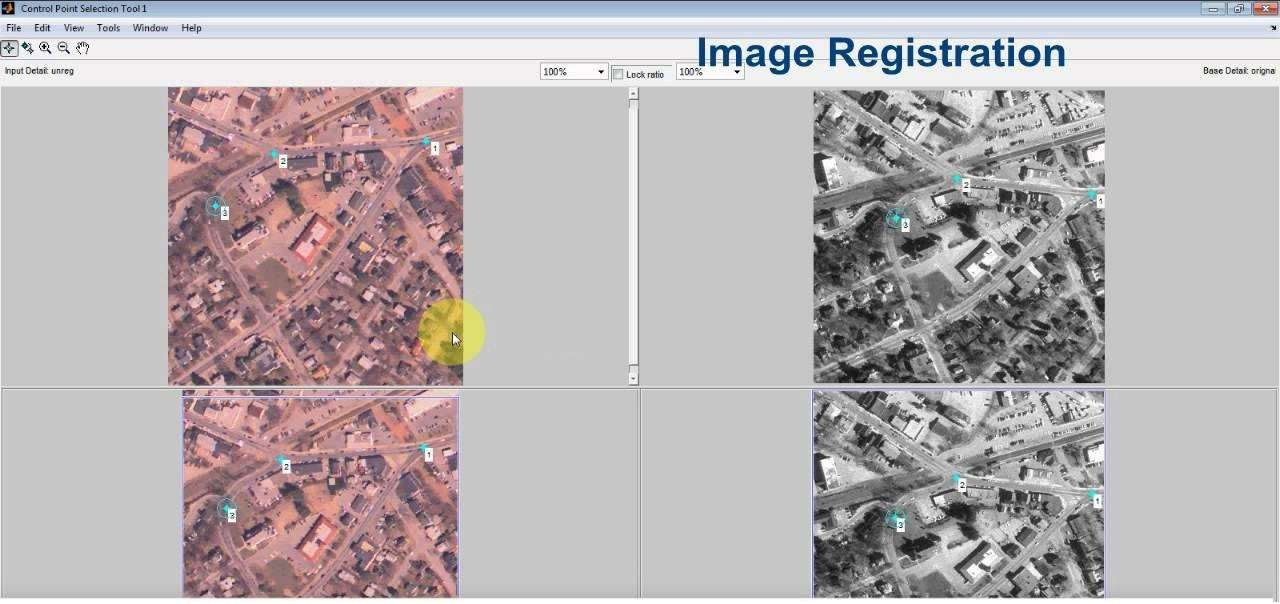 Control Point Selection Tool 1
File Edit View Tools Window Help
Image Registration
Input Detail: unreg
100%
Lock ratio
100%
Base Detail: orignal
2
1
3
2
1
3
2
1
3
2
1
3